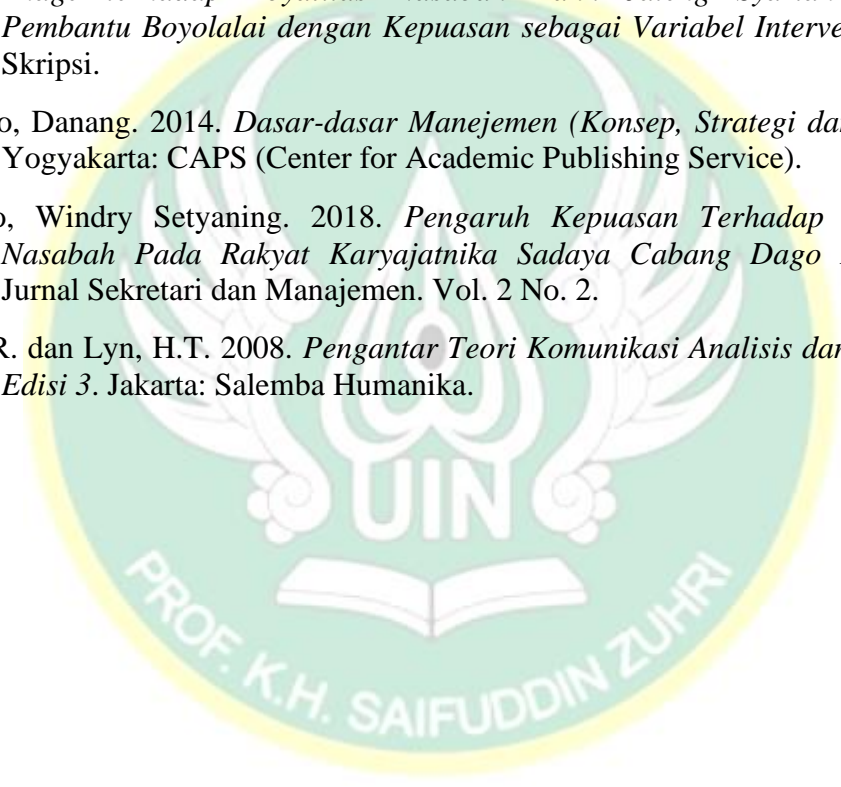 Pembantu Boyolalai dengan Kepuasan sebagai Variabel Interve
Skripsi.
o, Danang. 2014. Dasar-dasar Manejemen (Konsep, Strategi da
Yogyakarta: CAPS (Center for Academic Publishing Service).
o, Windry Setyaning. 2018. Pengaruh Kepuasan Terhadap
Nasabah Pada Rakyat Karyajatnika Sadaya Cabang Dago
Jurnal Sekretari dan Manajemen. Vol. 2 No. 2.
R. dan Lyn, H.T. 2008. Pengantar Teori Komunikasi Analisis da
Edisi 3. Jakarta: Salemba Humanika.
UIN
PROF. K.H. SAIFUDDIN ZUHRI